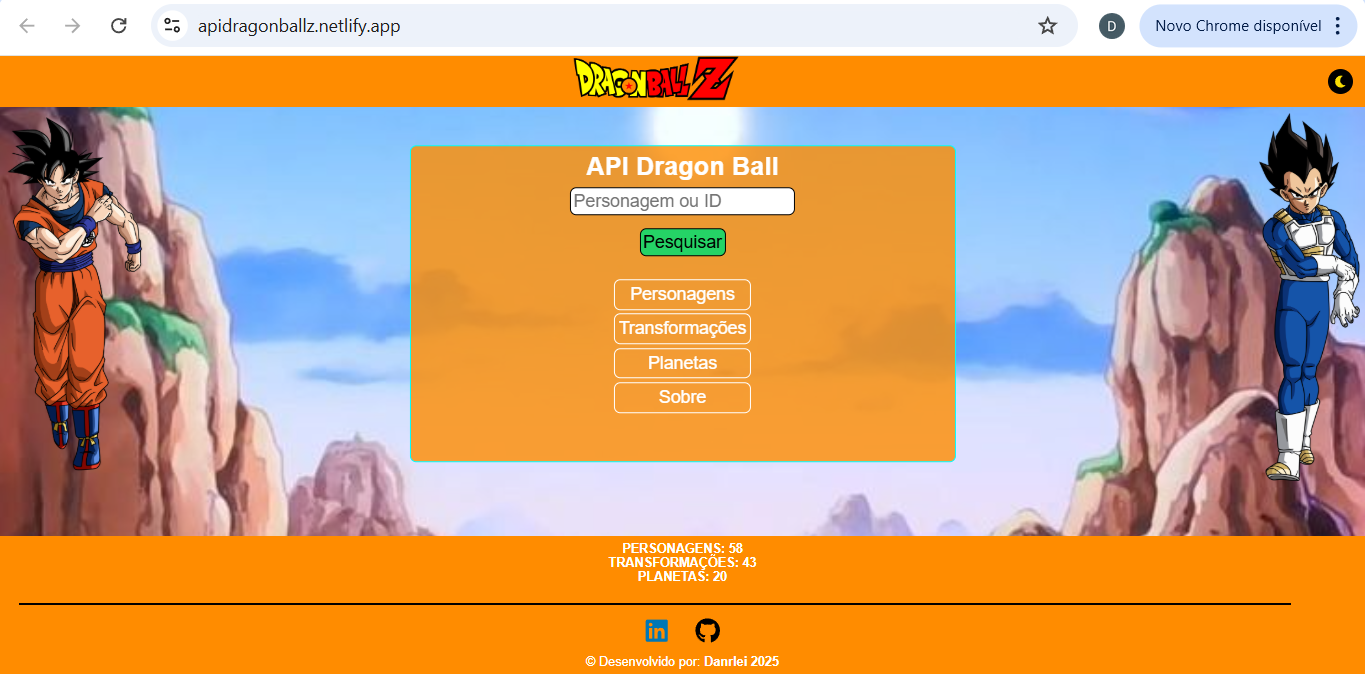 apidragonballz.netlify.app
D
Novo Chrome disponível
DRAGON BALL Z
API Dragon Ball
Personagem ou ID
Pesquisar
Personagens
Transformações
Planetas
Sobre
PERSONAGENS: 58
TRANSFORMAÇÕES: 43
PLANETAS: 20
in
© Desenvolvido por: Danrlei 2025